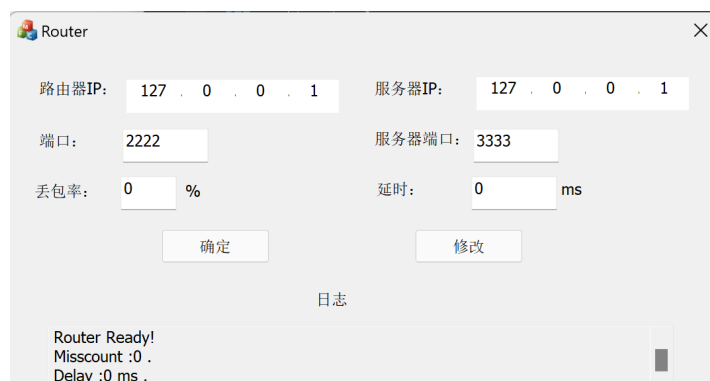 Router
路由器IP： 127 . 0 . 0 . 1 服务器IP： 127 . 0 . 0 . 1
端口： 2222 服务器端口： 3333
丢包率： 0 % 延时： 0 ms
确定 修改
日志
Router Ready!
Misscount :0 .
Delay :0 ms .